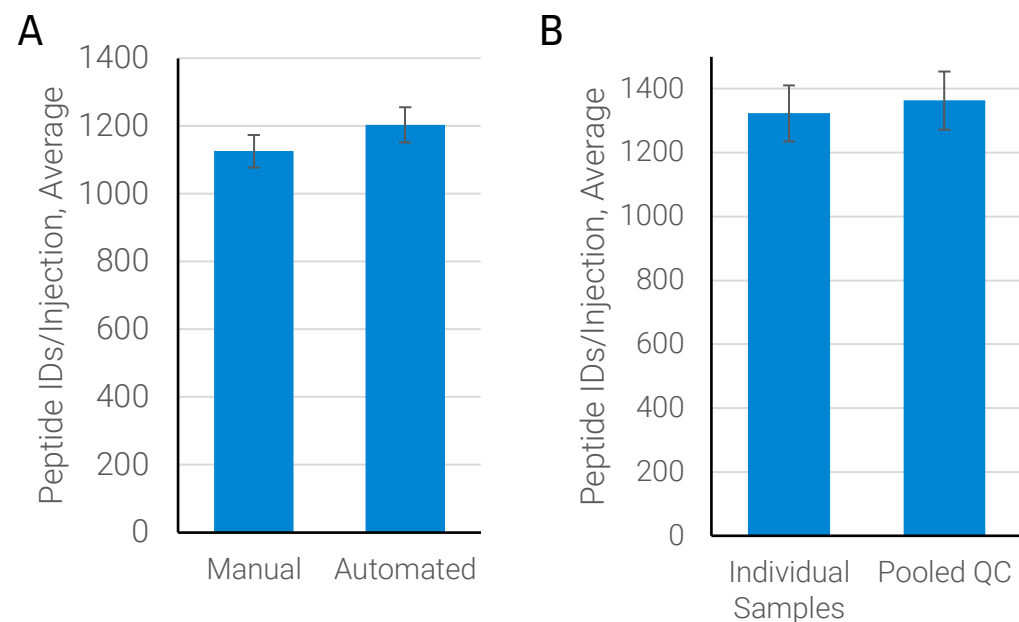 A
Peptide IDs/Injection, Average
1400
1200
1000
800
600
400
200
0
Manual
Automated
B
Peptide IDs/Injection, Average
1400
1200
1000
800
600
400
200
0
Individual
Samples
Pooled QC